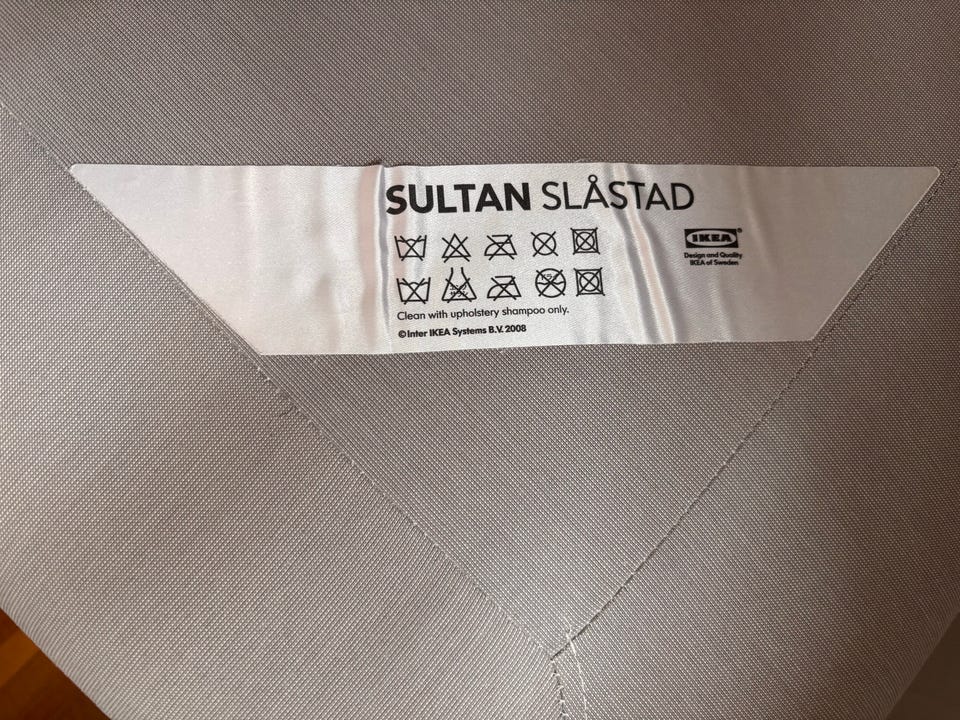 SULTAN SLÅSTAD
IKEA®
Design and Quality
IKEA of Sweden
Clean with upholstery shampoo only.
©Inter IKEA Systems B.V. 2008